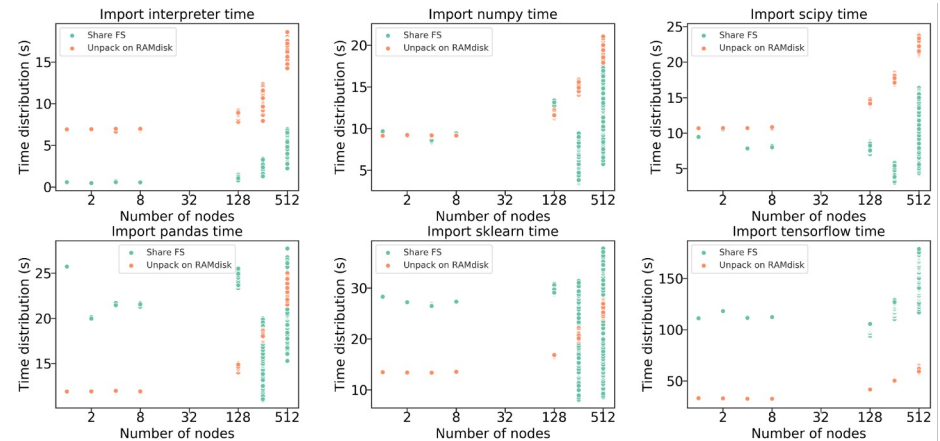 Import interpreter time
Share FS
Unpack on RAMdisk
Time distribution (s)
15
10
5
0
2
8
32
128
512
Number of nodes
Import numpy time
Share FS
Unpack on RAMdisk
Time distribution (s)
20
15
10
5
2
8
32
128
512
Number of nodes
Import scipy time
Share FS
Unpack on RAMdisk
Time distribution (s)
25
20
15
10
5
2
8
32
128
512
Number of nodes
Import pandas time
Share FS
Unpack on RAMdisk
Time distribution (s)
25
20
15
2
8
32
128
512
Number of nodes
Import sklearn time
Share FS
Unpack on RAMdisk
Time distribution (s)
30
20
10
2
8
32
128
512
Number of nodes
Import tensorflow time
Share FS
Unpack on RAMdisk
Time distribution (s)
150
100
50
2
8
32
128
512
Number of nodes